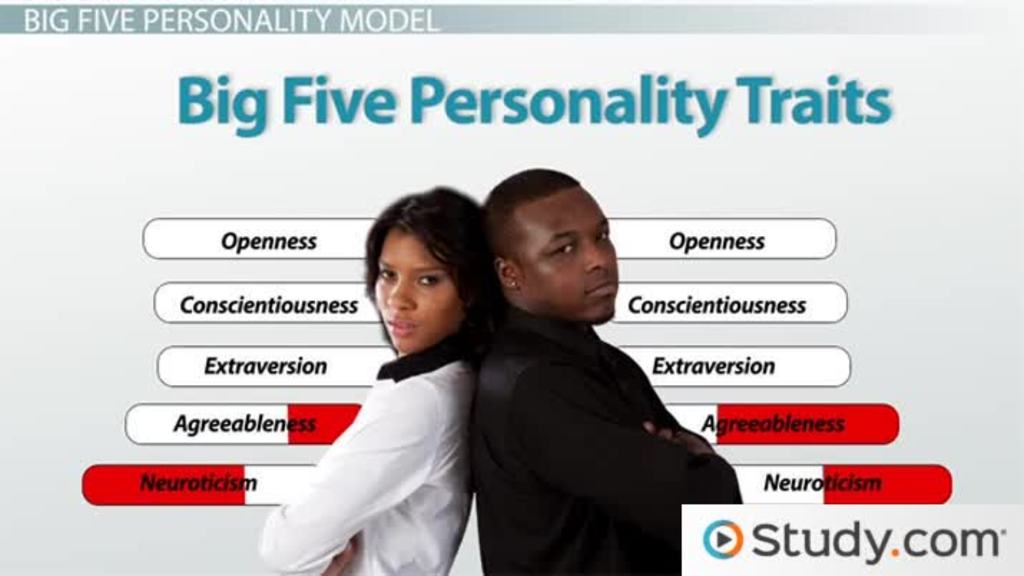 BIG FIVE PERSONALITY MODEL
Big Five Personality Traits
Openness
Conscientiousness
Extraversion
Agreeableness
Neuroticism
Openness
Conscientiousness
Extraversion
Agreeableness
Neuroticism
Study.com